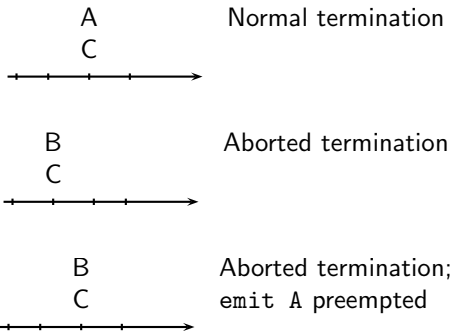 A Normal termination
C
B Aborted termination
C
B Aborted termination;
C emit A preempted